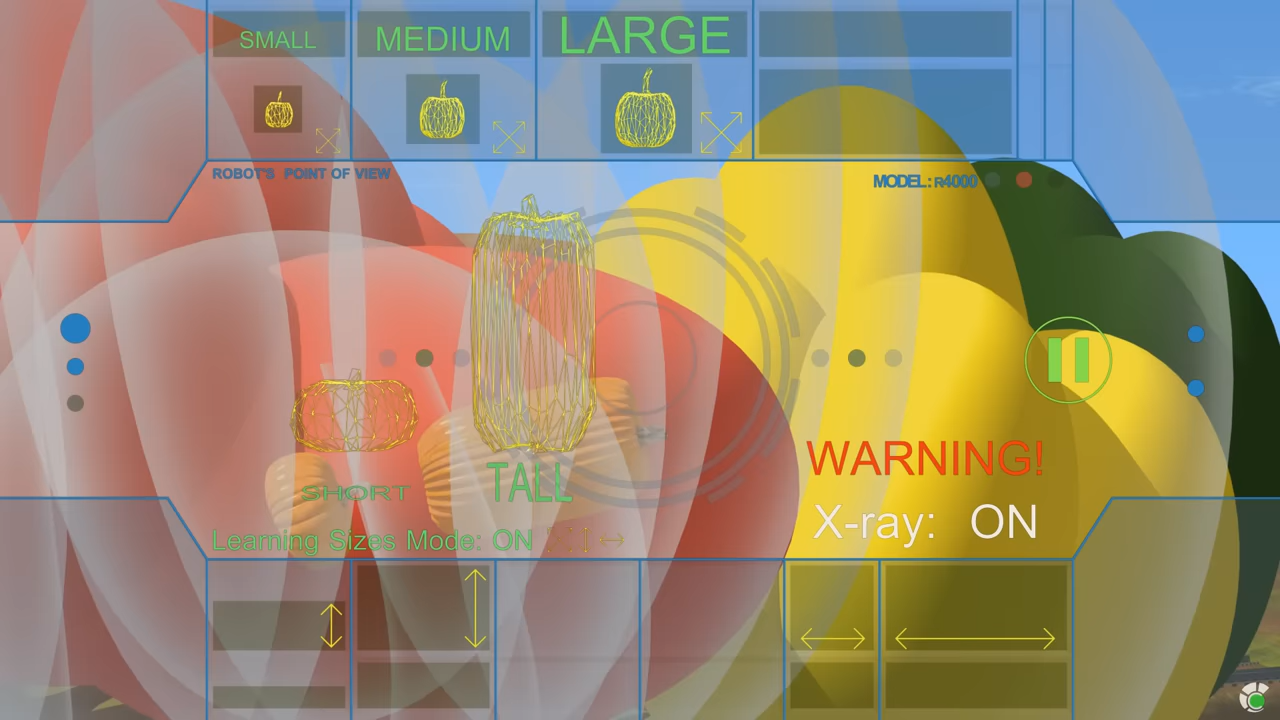 SMALL MEDIUM LARGE
ROBOT'S POINT OF VIEW
MODEL: R4000
WARNING!
TALL
SHORT
X-ray: ON
Learning Sizes Mode: ON